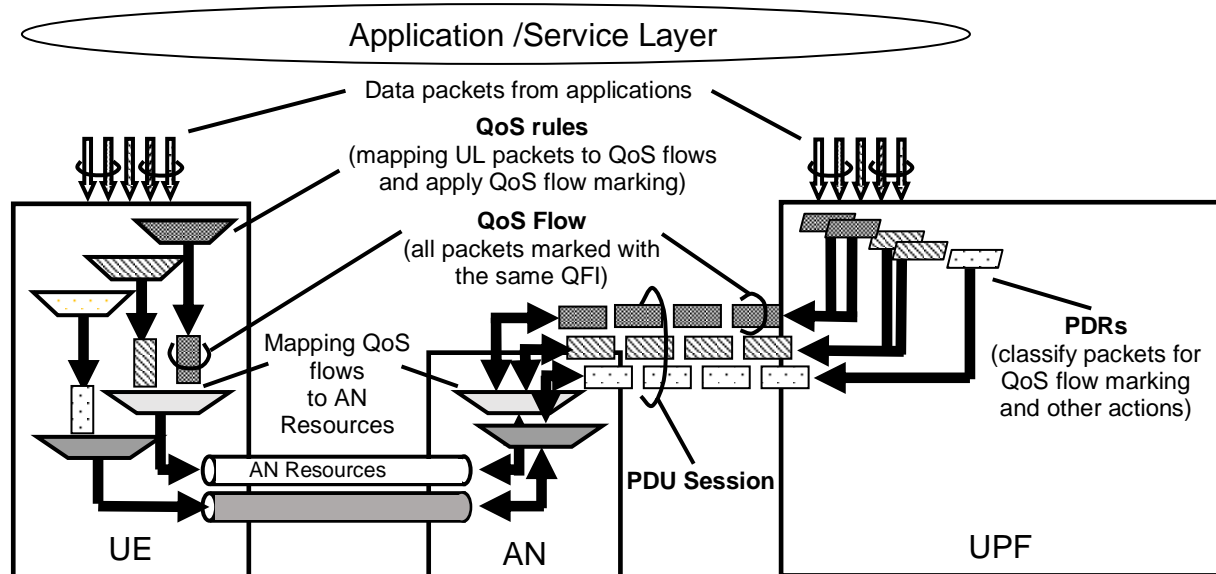 Application /Service Layer
Data packets from applications
QoS rules
(mapping UL packets to QoS flows
and apply QoS flow marking)
QoS Flow
(all packets marked with
the same QFI)
Mapping QoS
flows
to AN
Resources
PDRs
(classify packets for
QoS flow marking
and other actions)
AN Resources
PDU Session
UE
AN
UPF